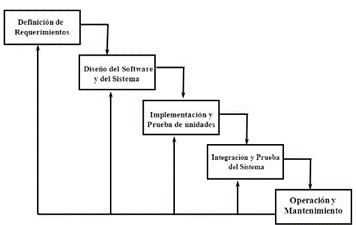 Definición de
Requerimientos
Diseño del Software
y del Sistema
Implementación y
Prueba de unidades
Integración y Prueba
del Sistema
Operación y
Mantenimiento